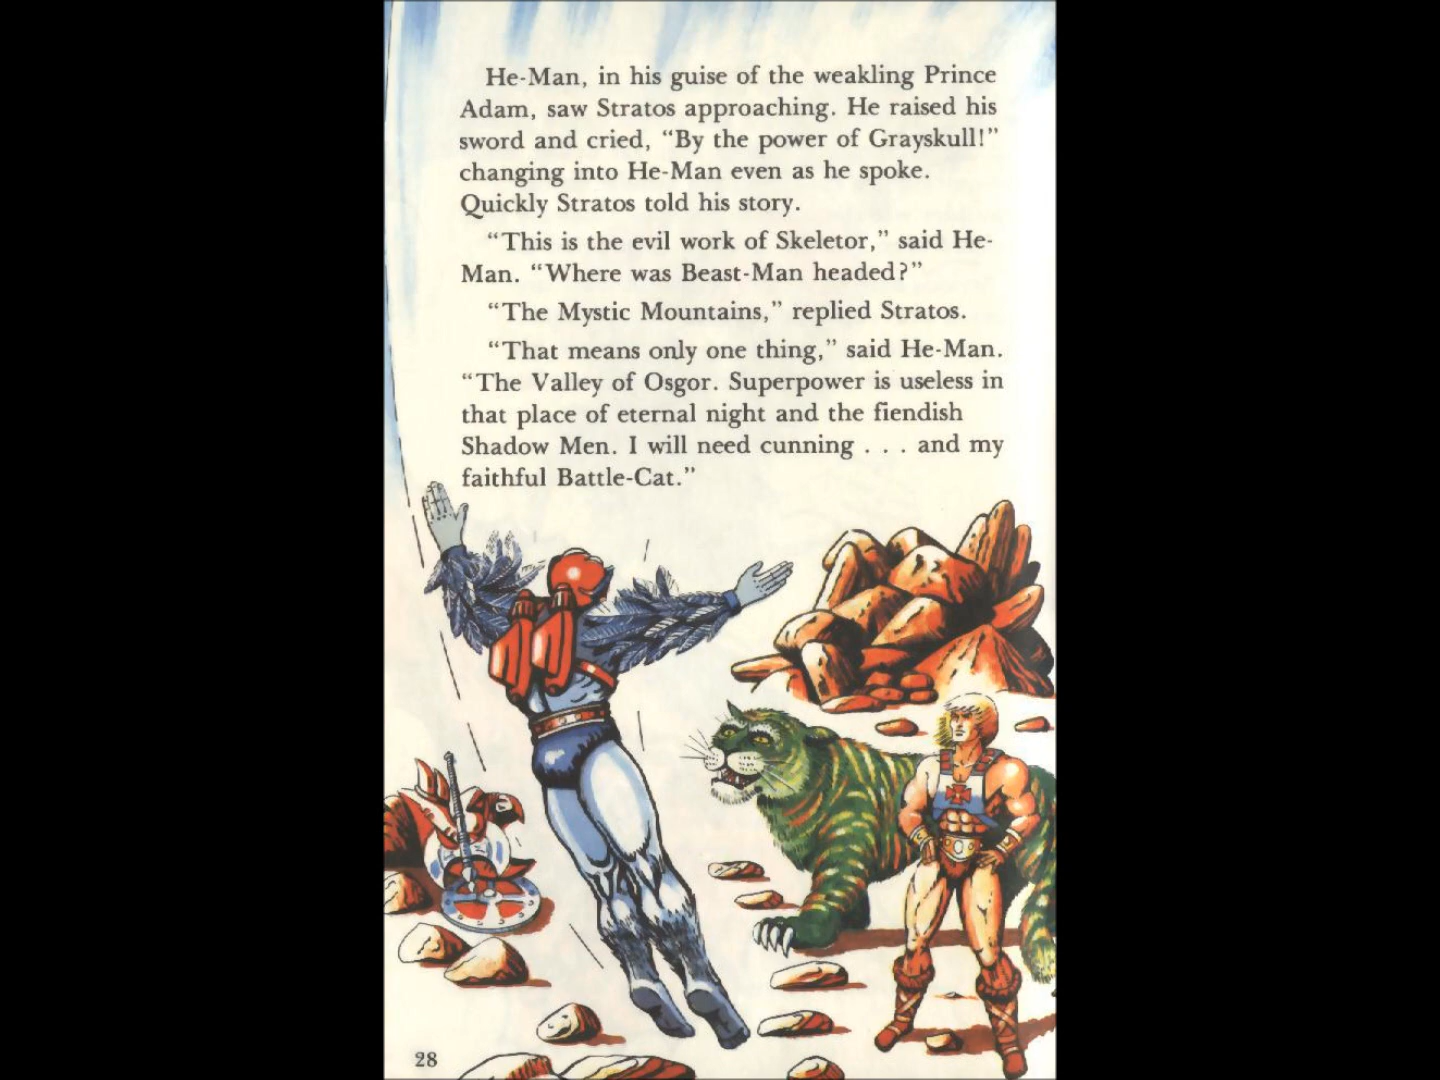 He-Man, in his guise of the weakling Prince
Adam, saw Stratos approaching. He raised his
sword and cried, “By the power of Grayskull!”
changing into He-Man even as he spoke.
Quickly Stratos told his story.
“This is the evil work of Skeletor,” said He-
Man. “Where was Beast-Man headed?”
“The Mystic Mountains,” replied Stratos.
“That means only one thing,” said He-Man.
“The Valley of Osgor. Superpower is useless in
that place of eternal night and the fiendish
Shadow Men. I will need cunning . . . and my
faithful Battle-Cat.”
28